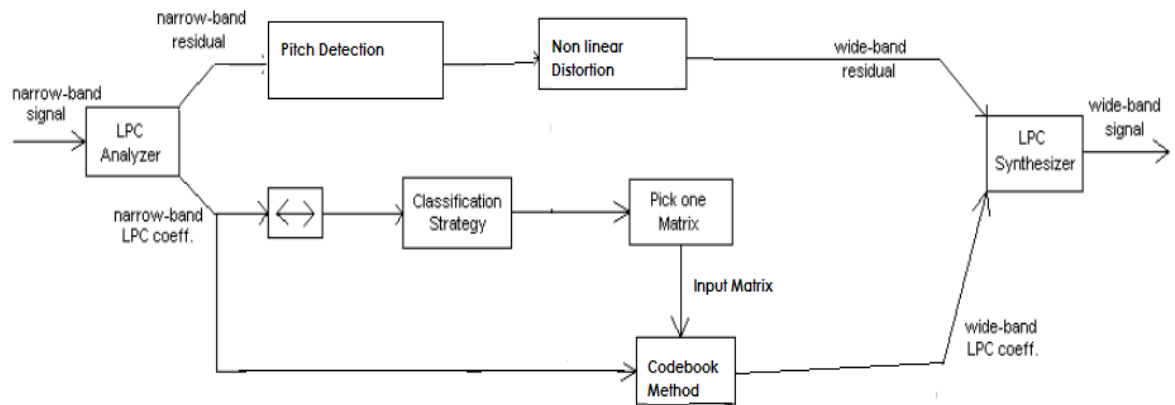 narrow-band
residual
Pitch Detection
Non linear
Distortion
wide-band
residual
narrow-band
signal
LPC
Analyzer
LPC
Synthesizer
wide-band
signal
narrow-band
LPC coeff.
Classification
Strategy
Pick one
Matrix
Input Matrix
Codebook
Method
wide-band
LPC coeff.